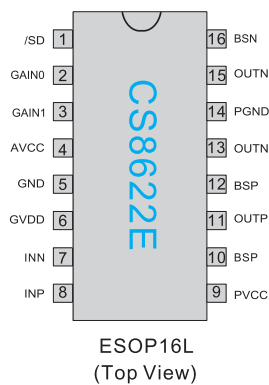 /SD 1 16 BSN
GAIN0 2 15 OUTN
GAIN1 3 14 PGND
AVCC 4 13 OUTN
GND 5 12 BSP
GVDD 6 11 OUTP
INN 7 10 BSP
INP 8 9 PVCC
CS8622E
ESOP16L
(Top View)